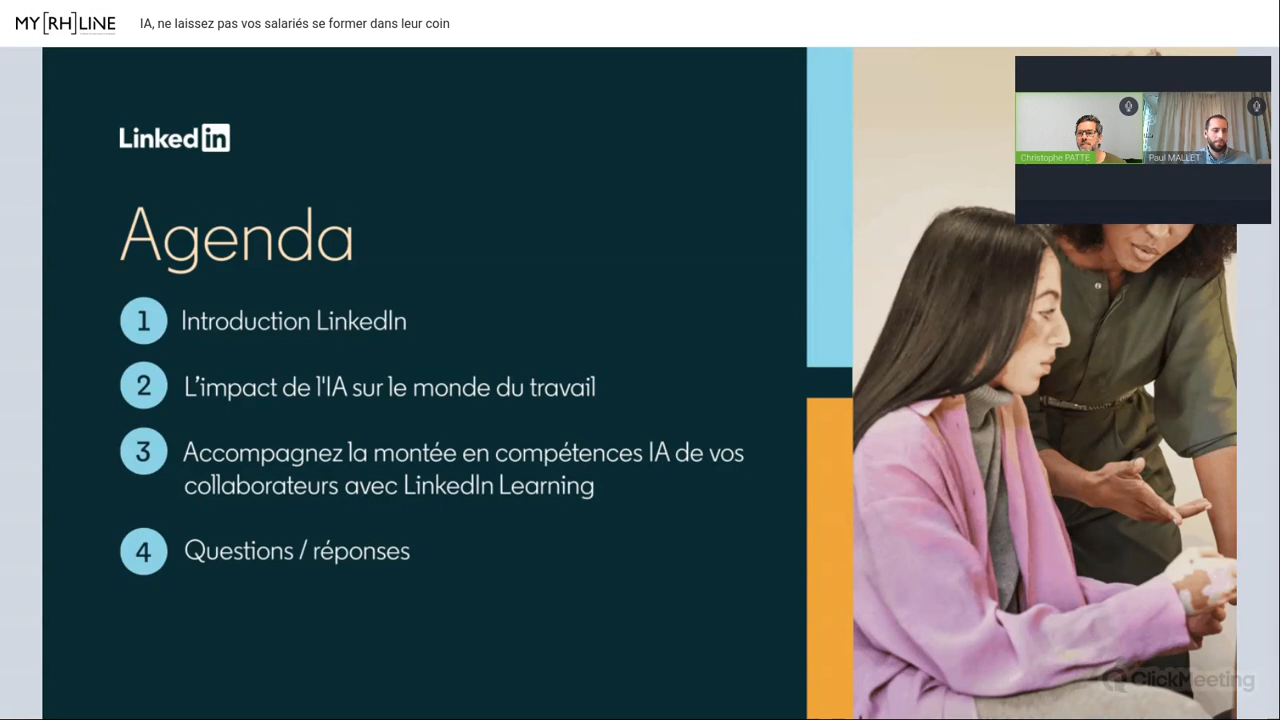 MY[RH]LINE
IA, ne laissez pas vos salariés se former dans leur coin
Linked in
Agenda
1 Introduction LinkedIn
2 L'impact de l'IA sur le monde du travail
3 Accompagnez la montée en compétences IA de vos
collaborateurs avec LinkedIn Learning
4 Questions / réponses
Christophe PATTE
Paul MALLET
ClickMeeting